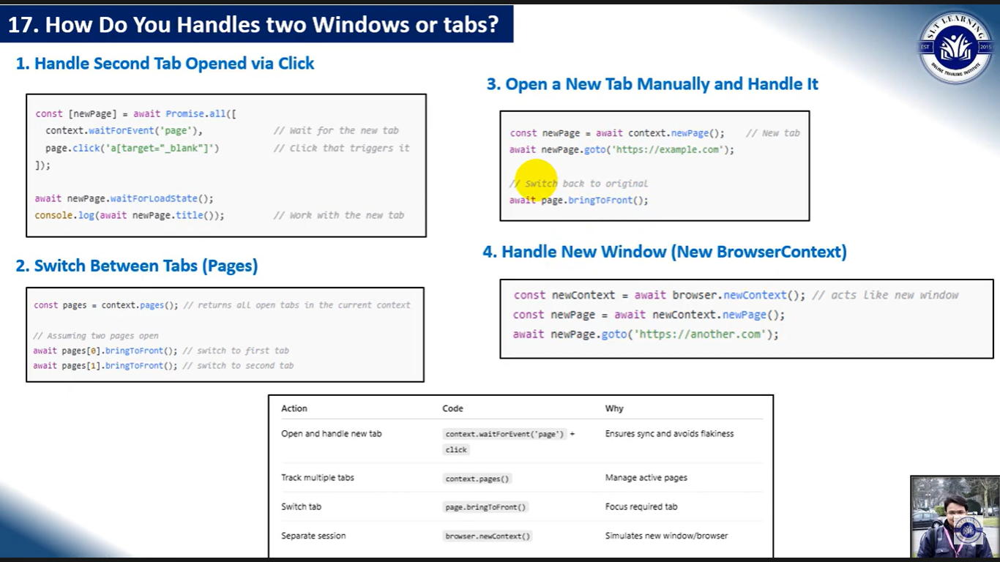 17. How Do You Handles two Windows or tabs?
SLT LEARNING
EST 2015
ONLINE TRAINING INSTITUTE
1. Handle Second Tab Opened via Click
const [newPage] = await Promise.all([
context.waitForEvent('page'), // Wait for the new tab
page.click('a[target="_blank"]') // Click that triggers it
]);
await newPage.waitForLoadState();
console.log(await newPage.title()); // Work with the new tab
2. Switch Between Tabs (Pages)
const pages = context.pages(); // returns all open tabs in the current context
// Assuming two pages open
await pages[0].bringToFront(); // switch to first tab
await pages[1].bringToFront(); // switch to second tab
3. Open a New Tab Manually and Handle It
const newPage = await context.newPage(); // New tab
await newPage.goto('https://example.com');
// Switch back to original
await page.bringToFront();
4. Handle New Window (New BrowserContext)
const newContext = await browser.newContext(); // acts like new window
const newPage = await newContext.newPage();
await newPage.goto('https://another.com');
Action Code Why
Open and handle new tab context.waitForEvent('page') + Ensures sync and avoids flakiness
click
Track multiple tabs context.pages() Manage active pages
Switch tab page.bringToFront() Focus required tab
Separate session browser.newContext() Simulates new window/browser